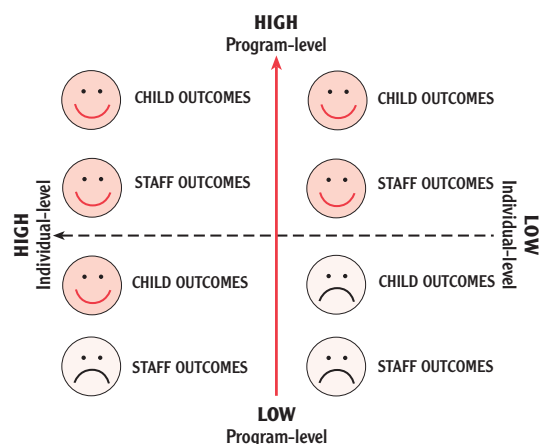 HIGH
Program-level
CHILD OUTCOMES
CHILD OUTCOMES
STAFF OUTCOMES
STAFF OUTCOMES
HIGH
Individual-level
LOW
Individual-level
CHILD OUTCOMES
CHILD OUTCOMES
STAFF OUTCOMES
STAFF OUTCOMES
LOW
Program-level